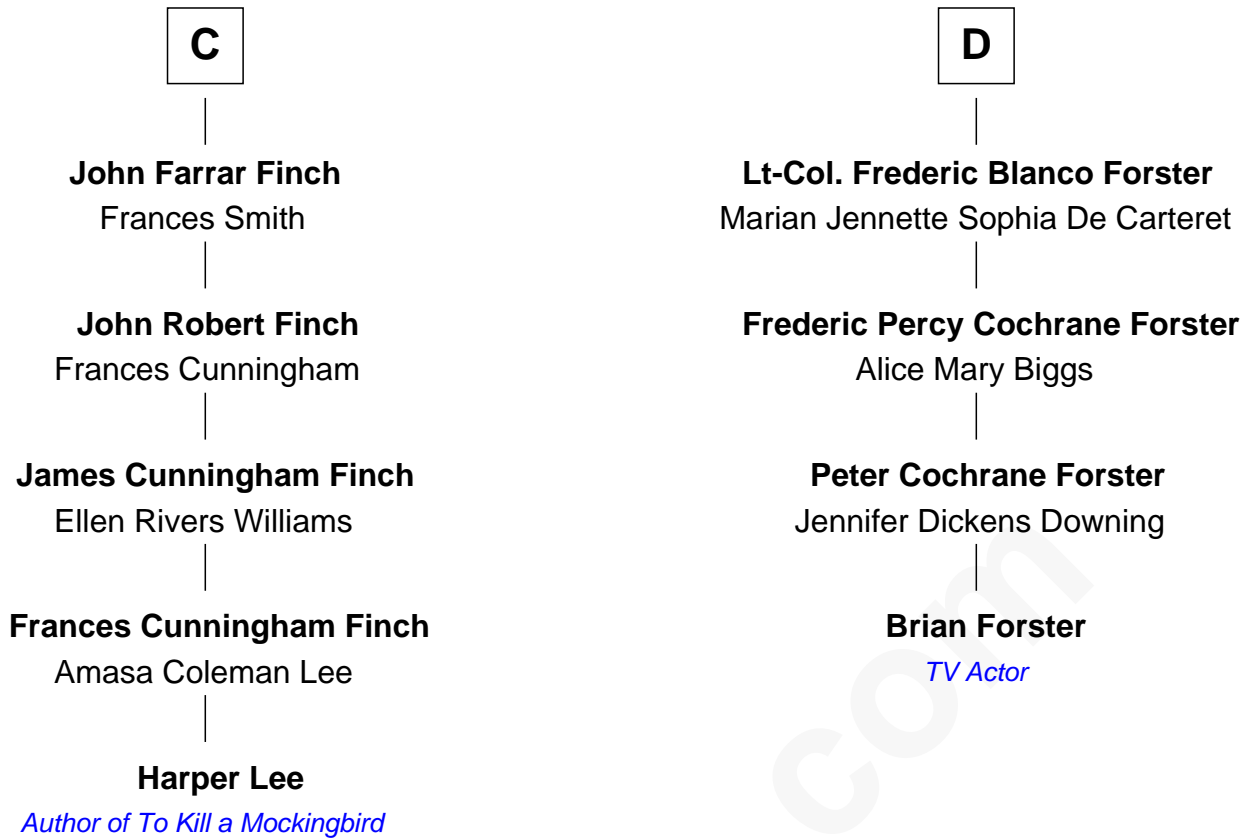 C
John Farrar Finch
Frances Smith
John Robert Finch
Frances Cunningham
James Cunningham Finch
Ellen Rivers Williams
Frances Cunningham Finch
Amasa Coleman Lee
Harper Lee
Author of To Kill a Mockingbird
D
Lt-Col. Frederic Blanco Forster
Marian Jennette Sophia De Carteret
Frederic Percy Cochrane Forster
Alice Mary Biggs
Peter Cochrane Forster
Jennifer Dickens Downing
Brian Forster
TV Actor
com